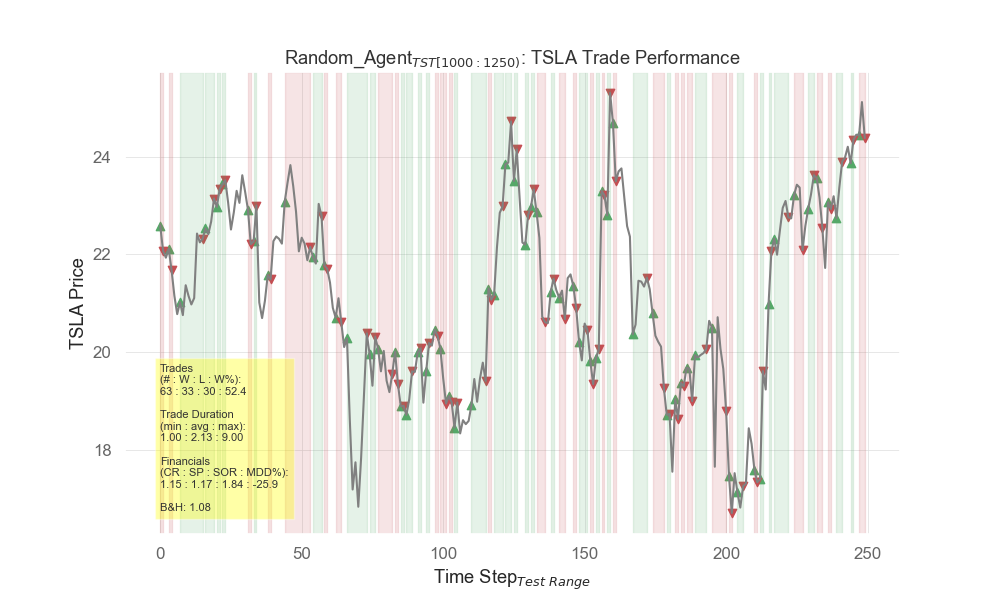 Random_Agent TST[1000:1250): TSLA Trade Performance
TSLA Price
24
22
20
18
Trades
(# : W : L : W%):
63 : 33 : 30 : 52.4
Trade Duration
(min : avg : max):
1.00 : 2.13 : 9.00
Financials
(CR : SP : SOR : MDD%):
1.15 : 1.17 : 1.84 : -25.9
B&H: 1.08
0 50 100 150 200 250
Time Step Test Range